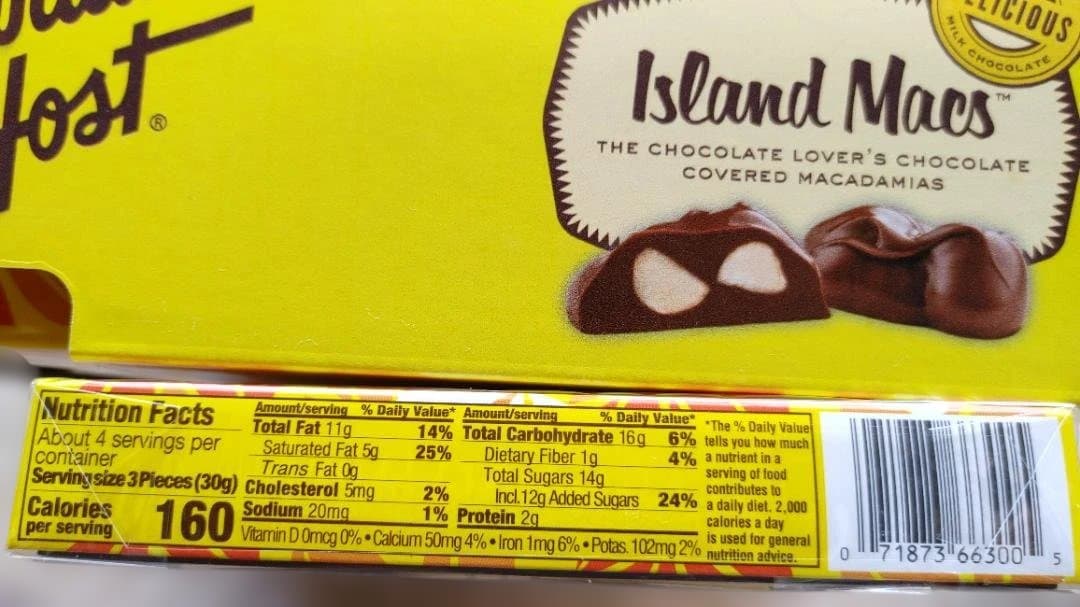 Host®
DELICIOUS
MILK CHOCOLATE
Island Macs™
THE CHOCOLATE LOVER'S CHOCOLATE
COVERED MACADAMIAS
Nutrition Facts
About 4 servings per
container
Serving size 3 Pieces (30g)
Calories
per serving
160
Amount/serving % Daily Value*
Total Fat 11g 14%
Saturated Fat 5g 25%
Trans Fat 0g
Cholesterol 5mg 2%
Sodium 20mg 1%
Amount/serving % Daily Value*
Total Carbohydrate 16g 6%
Dietary Fiber 1g 4%
Total Sugars 14g
Incl. 12g Added Sugars 24%
Protein 2g
Vitamin D 0mcg 0% • Calcium 50mg 4% • Iron 1mg 6% • Potas. 102mg 2%
*The % Daily Value
tells you how much
a nutrient in a
serving of food
contributes to
a daily diet. 2,000
calories a day
is used for general
nutrition advice.
0 71873 66300 5